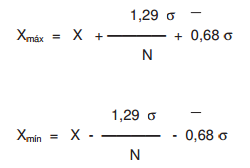 1,29 σ —
Xmáx = X + ———— + 0,68 σ
N
1,29 σ —
Xmín = X - ———— - 0,68 σ
N